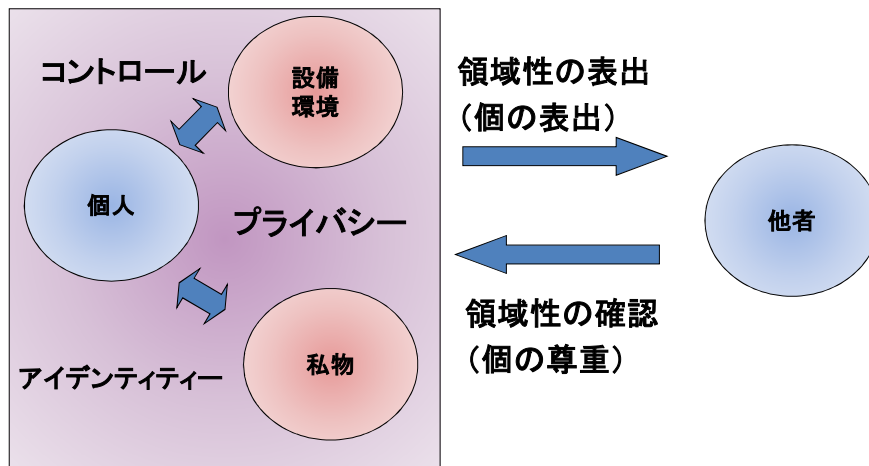 コントロール
設備
環境
個人
プライバシー
アイデンティティー
私物
領域性の表出
（個の表出）
領域性の確認
（個の尊重）
他者